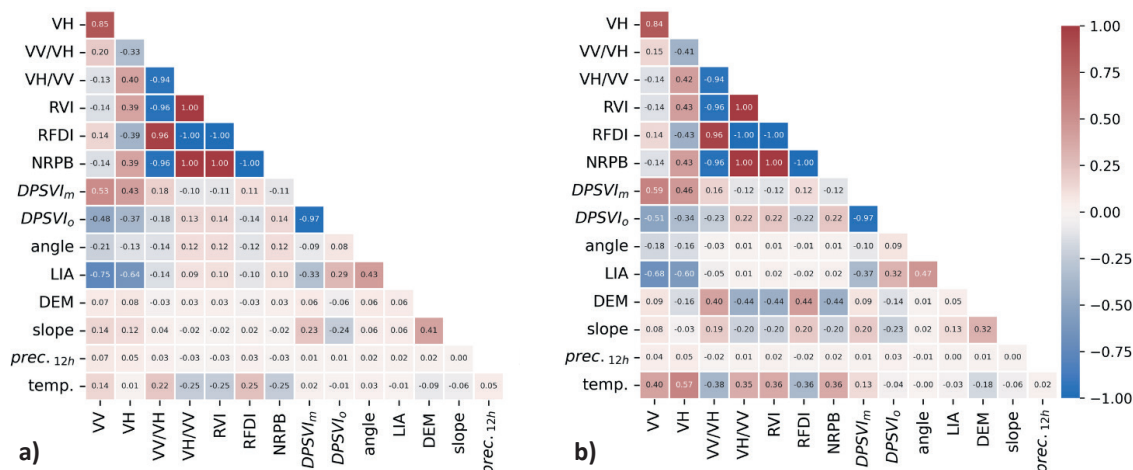 VH 0.85
VV/VH 0.20 -0.33
VH/VV -0.13 0.40 -0.94
RVI -0.14 0.39 -0.96 1.00
RFDI 0.14 -0.39 0.96 -1.00 -1.00
NRPB -0.14 0.39 -0.96 1.00 1.00 -1.00
DPSVIm 0.53 0.43 0.18 -0.10 -0.11 0.11 -0.11
DPSVIo -0.48 -0.37 -0.18 0.13 0.14 -0.14 0.14 -0.97
angle -0.21 -0.13 -0.14 0.12 0.12 -0.12 0.12 -0.09 0.08
LIA -0.75 -0.64 -0.14 0.09 0.10 -0.10 0.10 -0.33 0.29 0.43
DEM 0.07 0.08 -0.03 0.03 0.03 -0.03 0.03 0.06 -0.06 0.06 0.06
slope 0.14 0.12 0.04 -0.02 -0.02 0.02 -0.02 0.23 -0.24 0.06 0.06 0.41
prec. 12h 0.07 0.05 0.03 -0.03 -0.03 0.03 -0.03 0.01 0.01 0.02 0.02 0.02 0.00
temp. 0.14 0.01 0.22 -0.25 -0.25 0.25 -0.25 0.02 -0.01 -0.03 -0.01 -0.09 -0.06 0.05
VV VH VV/VH VH/VV RVI RFDI NRPB DPSVIm DPSVIo angle LIA DEM slope prec. 12h
a)
VH 0.84
VV/VH 0.15 -0.41
VH/VV -0.14 0.42 -0.94
RVI -0.14 0.43 -0.96 1.00
RFDI 0.14 -0.43 0.96 -1.00 -1.00
NRPB -0.14 0.43 -0.96 1.00 1.00 -1.00
DPSVIm 0.59 0.46 0.16 -0.12 -0.12 0.12 -0.12
DPSVIo -0.51 -0.34 -0.23 0.22 0.22 -0.22 0.22 -0.97
angle -0.18 -0.16 -0.03 0.01 0.01 -0.01 0.01 -0.10 0.09
LIA -0.68 -0.60 -0.05 0.01 0.02 -0.02 0.02 -0.37 0.32 0.47
DEM 0.09 -0.16 0.40 -0.44 -0.44 0.44 -0.44 0.09 -0.14 0.01 0.05
slope 0.08 -0.03 0.19 -0.20 -0.20 0.20 -0.20 0.20 -0.23 0.02 0.13 0.32
prec. 12h 0.04 0.05 -0.02 0.01 0.02 -0.02 0.02 0.01 0.03 -0.01 0.00 -0.01 0.00
temp. 0.40 0.57 -0.38 0.35 0.36 -0.36 0.36 0.13 -0.04 -0.00 -0.03 -0.18 -0.06 0.02
VV VH VV/VH VH/VV RVI RFDI NRPB DPSVIm DPSVIo angle LIA DEM slope prec. 12h
b)
1.00
0.75
0.50
0.25
0.00
−0.25
−0.50
−0.75
−1.00